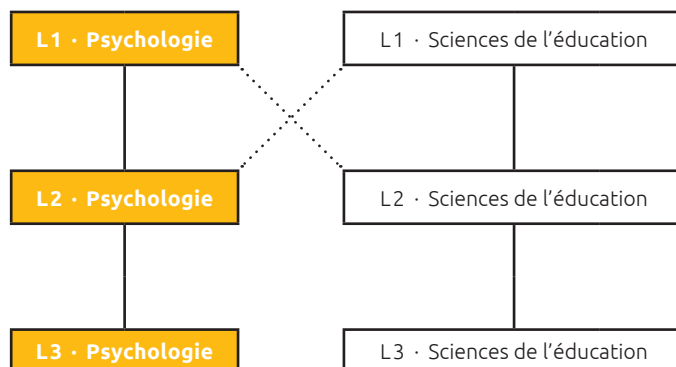 L1 · Psychologie
L1 · Sciences de l’éducation
L2 · Psychologie
L2 · Sciences de l’éducation
L3 · Psychologie
L3 · Sciences de l’éducation